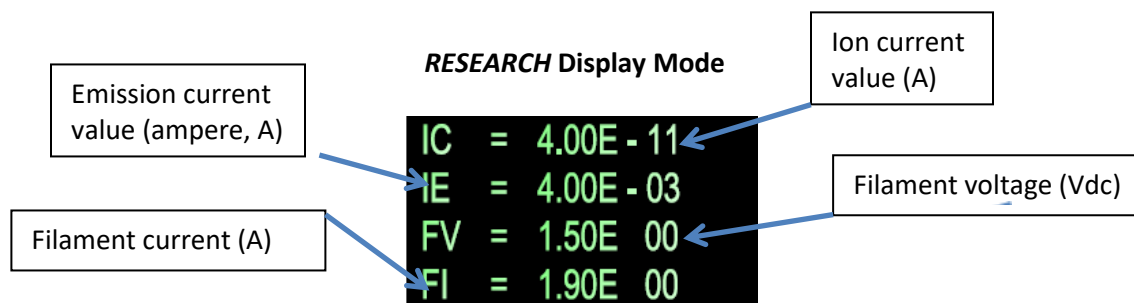 RESEARCH Display Mode
Ion current
value (A)
Emission current
value (ampere, A)
IC = 4.00E - 11
IE = 4.00E - 03
Filament voltage (Vdc)
Filament current (A)
FV = 1.50E 00
FI = 1.90E 00